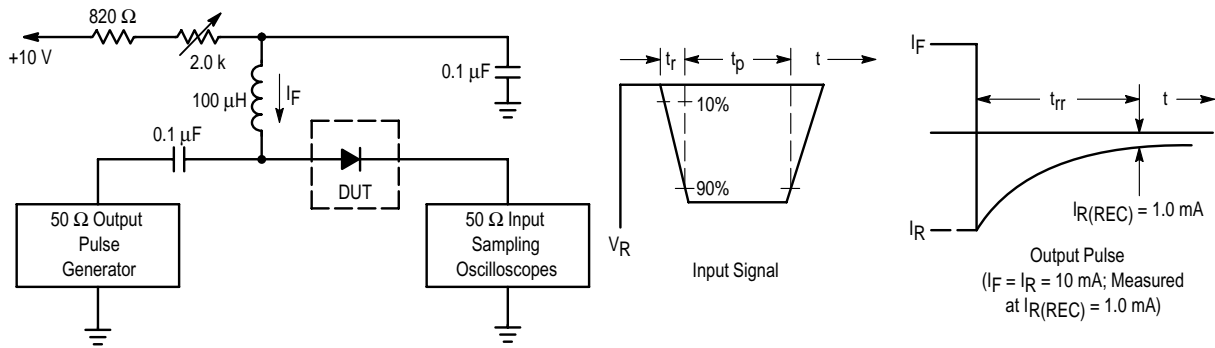 820 Ω
+10 V
2.0 k
100 μH
I_F
0.1 μF
0.1 μF
DUT
50 Ω Output
Pulse
Generator
50 Ω Input
Sampling
Oscilloscopes
t_r
t_p
t
10%
90%
V_R
Input Signal
I_F
t_rr
t
I_R
I_R(REC) = 1.0 mA
Output Pulse
(I_F = I_R = 10 mA; Measured
at I_R(REC) = 1.0 mA)